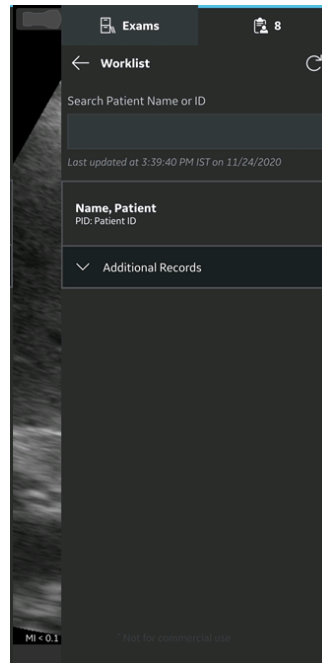 Exams
8
Worklist
Search Patient Name or ID
Last updated at 3:39:40 PM IST on 11/24/2020
Name, Patient
PID: Patient ID
Additional Records
MI < 0.1
* Not for commercial use